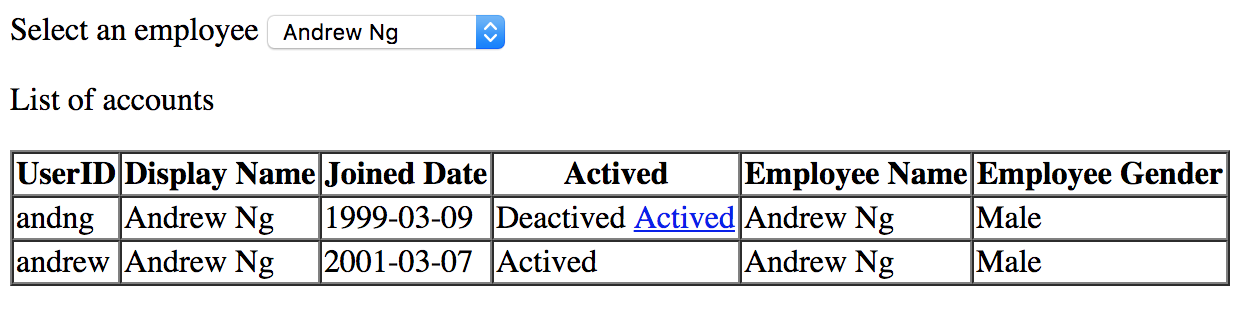 Select an employee Andrew Ng
List of accounts
UserID Display Name Joined Date Actived Employee Name Employee Gender
andng Andrew Ng 1999-03-09 Deactived Actived Andrew Ng Male
andrew Andrew Ng 2001-03-07 Actived Andrew Ng Male